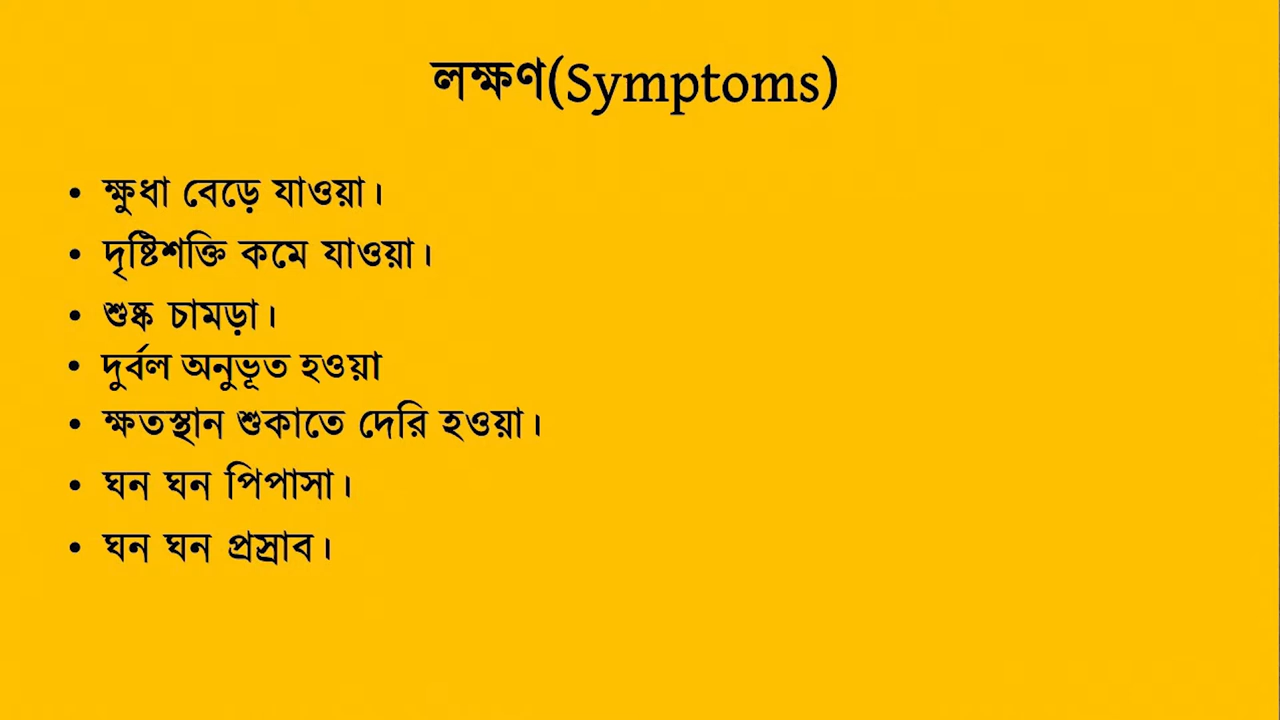 লক্ষণ(Symptoms)
• ক্ষুধা বেড়ে যাওয়া।
• দৃষ্টিশক্তি কমে যাওয়া।
• শুষ্ক চামড়া।
• দুর্বল অনুভূত হওয়া
• ক্ষতস্থান শুকাতে দেরি হওয়া।
• ঘন ঘন পিপাসা।
• ঘন ঘন প্রস্রাব।